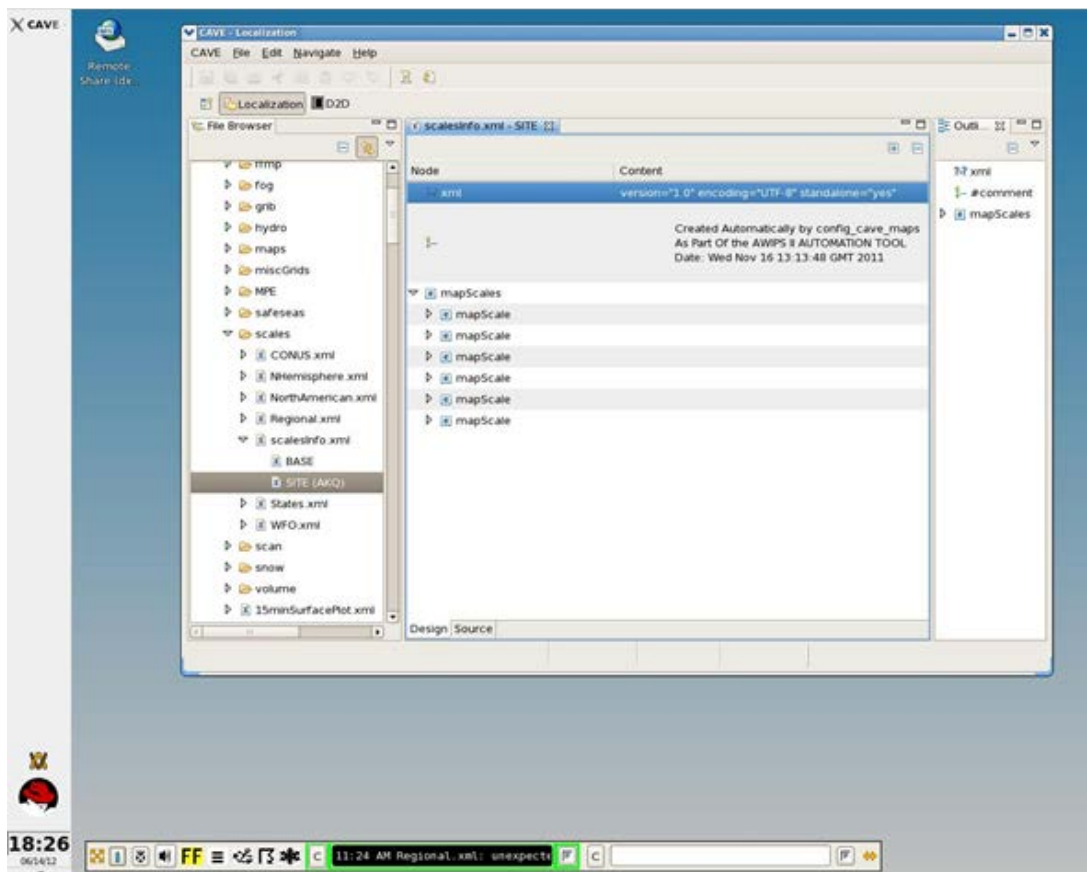 X CAVE
Remote
CAVE - Localization
CAVE File Edit Navigate Help
Localization D2D
File Browser
scalesInfo.xml - SITE
Outli...
Node Content
xml version="1.0" encoding="UTF-8" standalone="yes"
Created Automatically by config_cave_maps
As Part Of the AWIPS II AUTOMATION TOOL
Date: Wed Nov 16 13:13:48 GMT 2011
mapScales
mapScale
mapScale
mapScale
mapScale
mapScale
mapScale
Design Source
ffmp
fog
grib
hydro
maps
miscGrids
MPE
safeseas
scales
CONUS.xml
NHemisphere.xml
NorthAmerican.xml
Regional.xml
scalesInfo.xml
BASE
SITE (AKQ)
States.xml
WFO.xml
scan
snow
volume
15minSurfacePlot.xml
?-? xml
#comment
mapScales
18:26
06/14/12
FF
C
11:24 AM Regional.xml: unexpecte
F
C
F